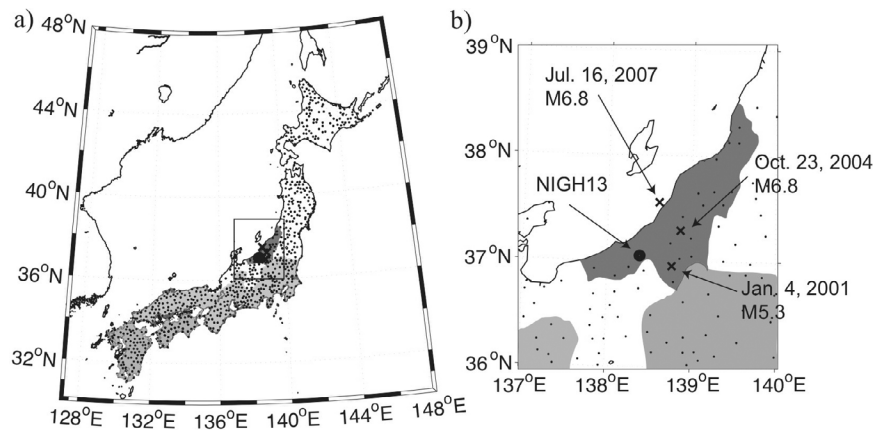 a)
48°N
44°N
40°N
36°N
32°N
128°E
132°E
136°E
140°E
144°E
148°E
b)
39°N
38°N
37°N
36°N
137°E
138°E
139°E
140°E
Jul. 16, 2007
M6.8
Oct. 23, 2004
M6.8
NIGH13
Jan, 4, 2001
M5.3